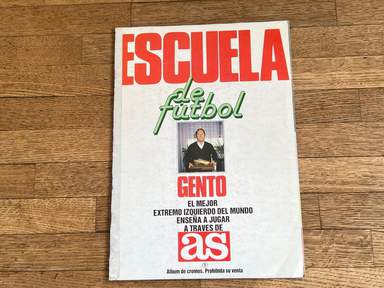 ESCUELA
de
fútbol
GENTO
EL MEJOR
EXTREMO IZQUIERDO DEL MUNDO
ENSEÑA A JUGAR
A TRAVES DE
as
Album de cromos. Prohibida su venta